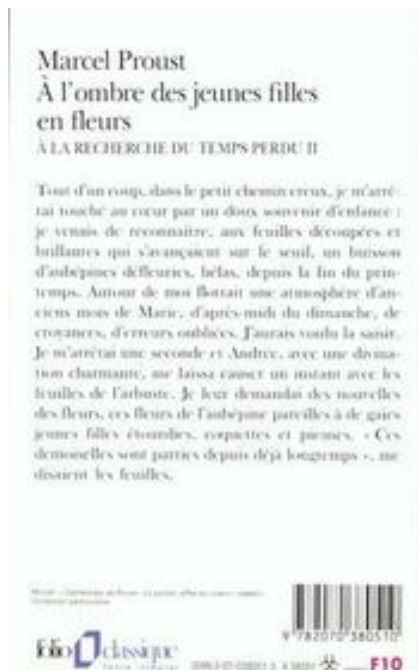 Marcel Proust
À l'ombre des jeunes filles
en fleurs
À LA RECHERCHE DU TEMPS PERDU II
Tout d'un coup, dans le petit chemin creux, je m'arrê-
tai touché au cœur par un doux souvenir d'enfance :
je venais de reconnaître, aux feuilles découpées et
brillantes qui s'avançaient sur le seuil, un buisson
d'aubépines défleuries, hélas, depuis la fin du prin-
temps. Autour de moi flottait une atmosphère d'an-
ciens mois de Marie, d'après-midi du dimanche, de
croyances, d'erreurs oubliées. J'aurais voulu la saisir.
Je m'arrêtai une seconde et Andrée, avec une divina-
tion charmante, me laissa causer un instant avec les
feuilles de l'arbuste. Je leur demandai des nouvelles
des fleurs, ces fleurs de l'aubépine pareilles à de gaies
jeunes filles étourdies, coquettes et pieuses. « Ces
demoiselles sont parties depuis déjà longtemps », me
disaient les feuilles.
9 782070 380510
folio classique
F10